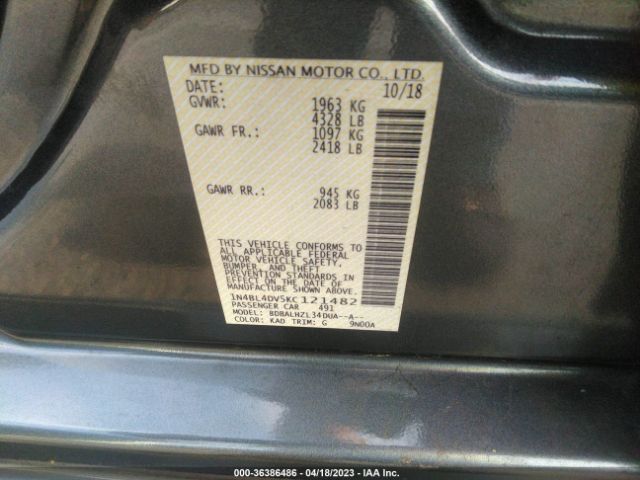 MFD BY NISSAN MOTOR CO., LTD.
DATE: 10/18
GVWR: 1963 KG
4328 LB
GAWR FR.: 1097 KG
2418 LB
GAWR RR.: 945 KG
2083 LB
THIS VEHICLE CONFORMS TO
ALL APPLICABLE FEDERAL
MOTOR VEHICLE SAFETY,
BUMPER, AND THEFT
PREVENTION STANDARDS IN
EFFECT ON THE DATE OF
MANUFACTURE SHOWN ABOVE.
1N4BL4DV5KC121482
PASSENGER CAR 491
MODEL: BDBALHZL34DUA--A--
COLOR: KAD TRIM: G 9N00A
000-36386486 - 04/18/2023 - IAA Inc.